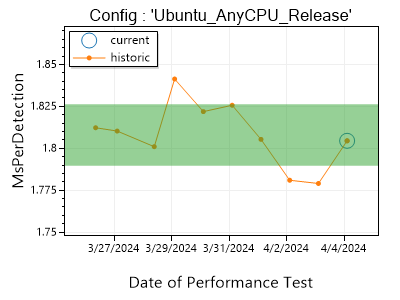 Config : 'Ubuntu_AnyCPU_Release'
current
historic
MsPerDetection
1.85
1.825
1.8
1.775
1.75
3/27/2024
3/29/2024
3/31/2024
4/2/2024
4/4/2024
Date of Performance Test